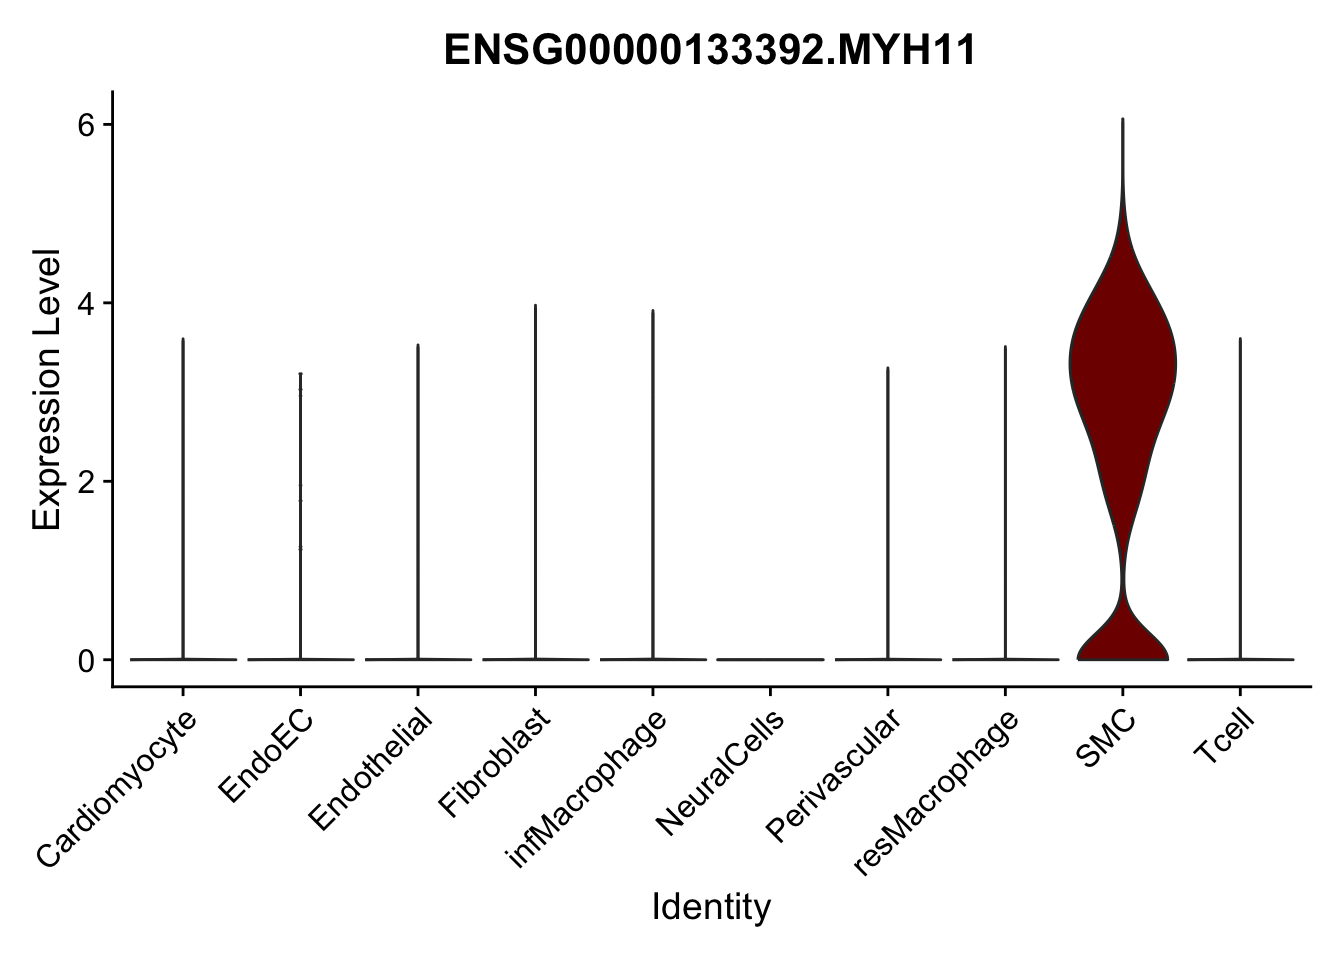 ENSG00000133392.MYH11
Expression Level
6
4
2
0
Cardiomyocyte
EndoEC
Endothelial
Fibroblast
infMacrophage
NeuralCells
Perivascular
resMacrophage
SMC
Tcell
Identity